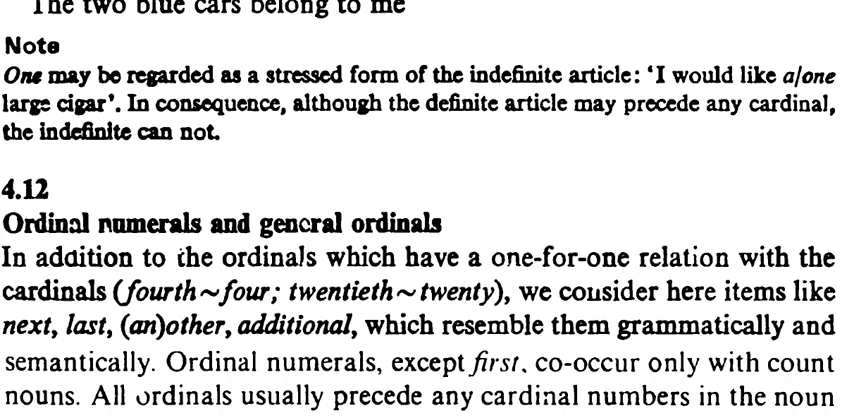 The two blue cars belong to me
Note
One may be regarded as a stressed form of the indefinite article: ‘I would like a/one
large cigar’. In consequence, although the definite article may precede any cardinal,
the indefinite can not.
4.12
Ordinal numerals and general ordinals
In addition to the ordinals which have a one-for-one relation with the
cardinals (fourth~four; twentieth~twenty), we consider here items like
next, last, (an)other, additional, which resemble them grammatically and
semantically. Ordinal numerals, except first, co-occur only with count
nouns. All ordinals usually precede any cardinal numbers in the noun